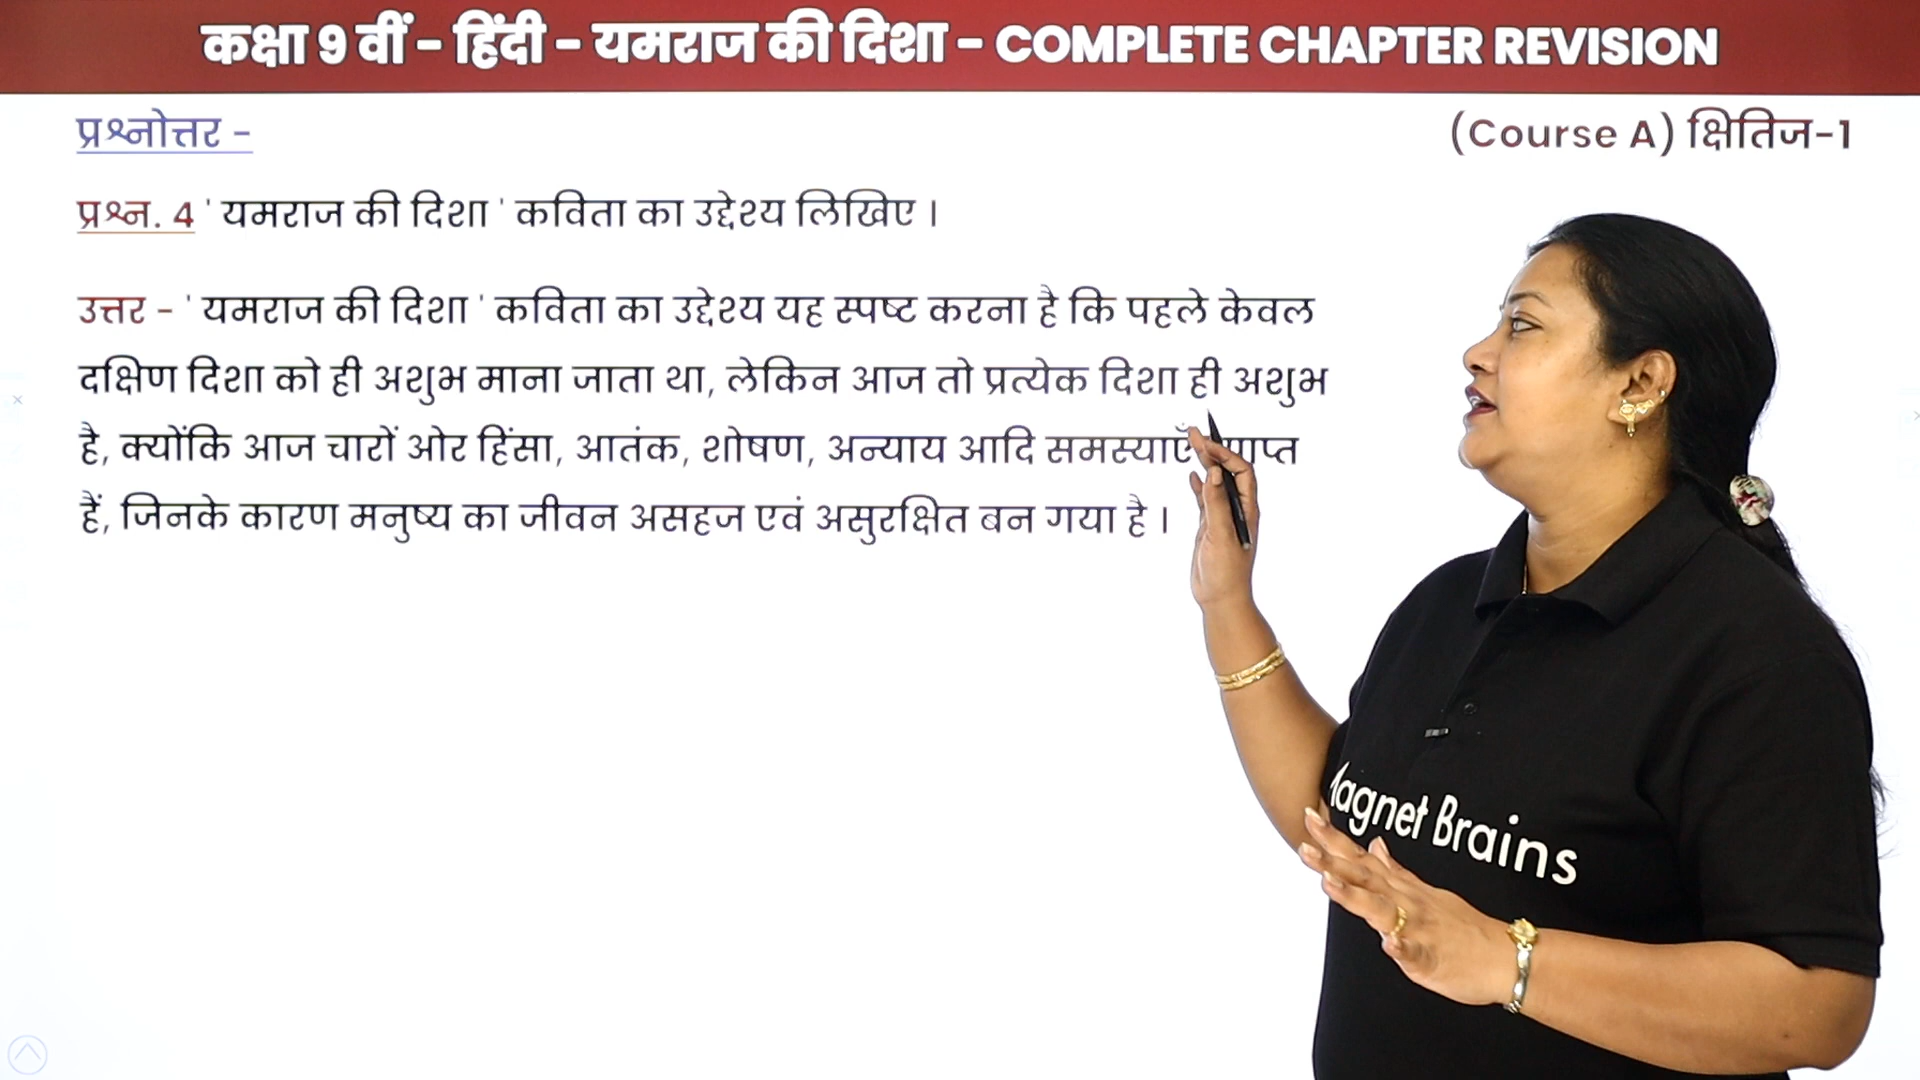 कक्षा 9 वीं - हिंदी - यमराज की दिशा - COMPLETE CHAPTER REVISION
प्रश्नोत्तर -
(Course A) क्षितिज-1
प्रश्न. 4 ' यमराज की दिशा ' कविता का उद्देश्य लिखिए ।
उत्तर - ' यमराज की दिशा ' कविता का उद्देश्य यह स्पष्ट करना है कि पहले केवल
दक्षिण दिशा को ही अशुभ माना जाता था, लेकिन आज तो प्रत्येक दिशा ही अशुभ
है, क्योंकि आज चारों ओर हिंसा, आतंक, शोषण, अन्याय आदि समस्याएँ
हैं, जिनके कारण मनुष्य का जीवन असहज एवं असुरक्षित बन गया है ।
Magnet Brains